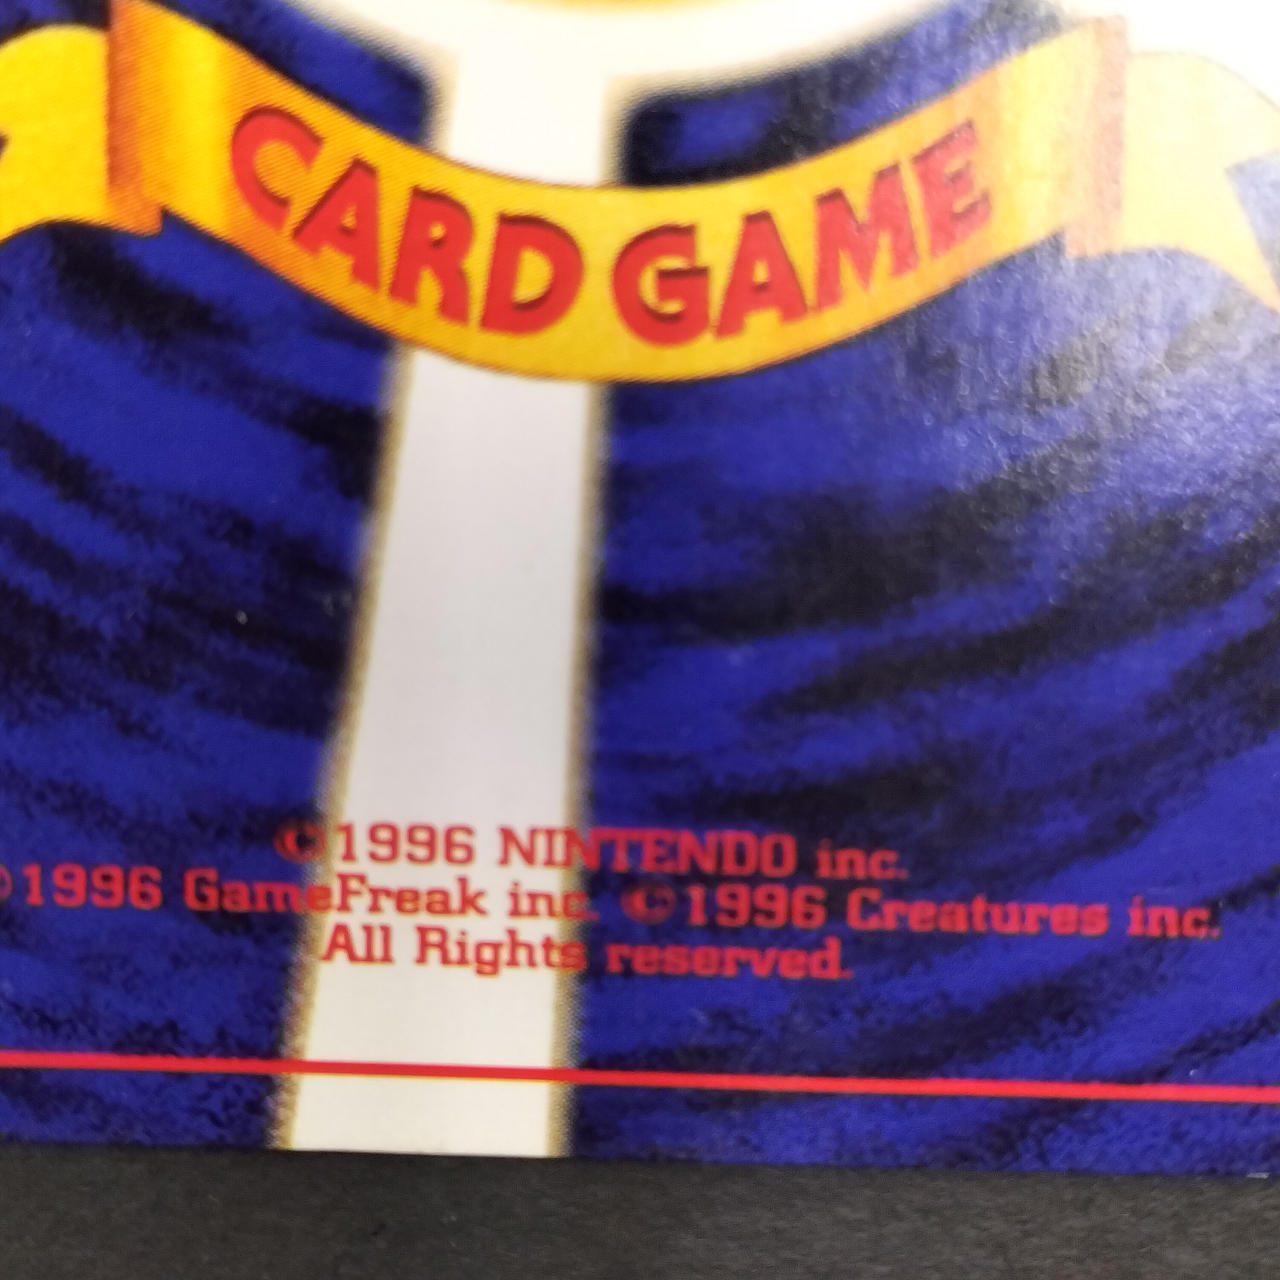 CARD GAME
©1996 NINTENDO inc.
©1996 GameFreak inc. ©1996 Creatures inc.
All Rights reserved.